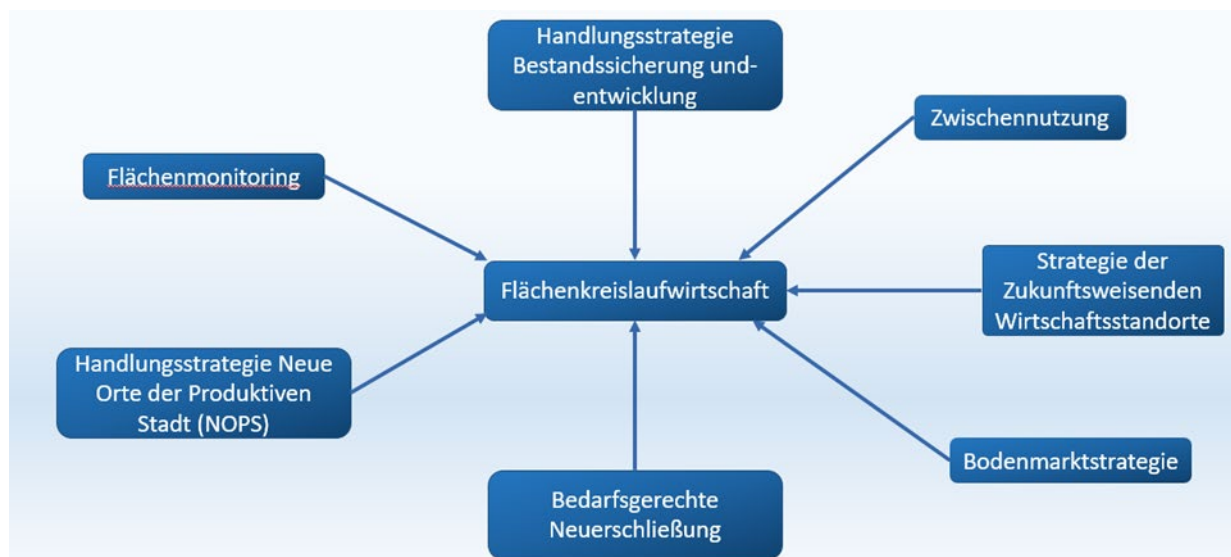 Handlungsstrategie
Bestandssicherung und-
entwicklung
Zwischennutzung
Flächenmonitoring
Strategie der
Zukunftsweisenden
Wirtschaftsstandorte
Flächenkreislaufwirtschaft
Handlungsstrategie Neue
Orte der Produktiven
Stadt (NOPS)
Bodenmarktstrategie
Bedarfsgerechte
Neuerschließung